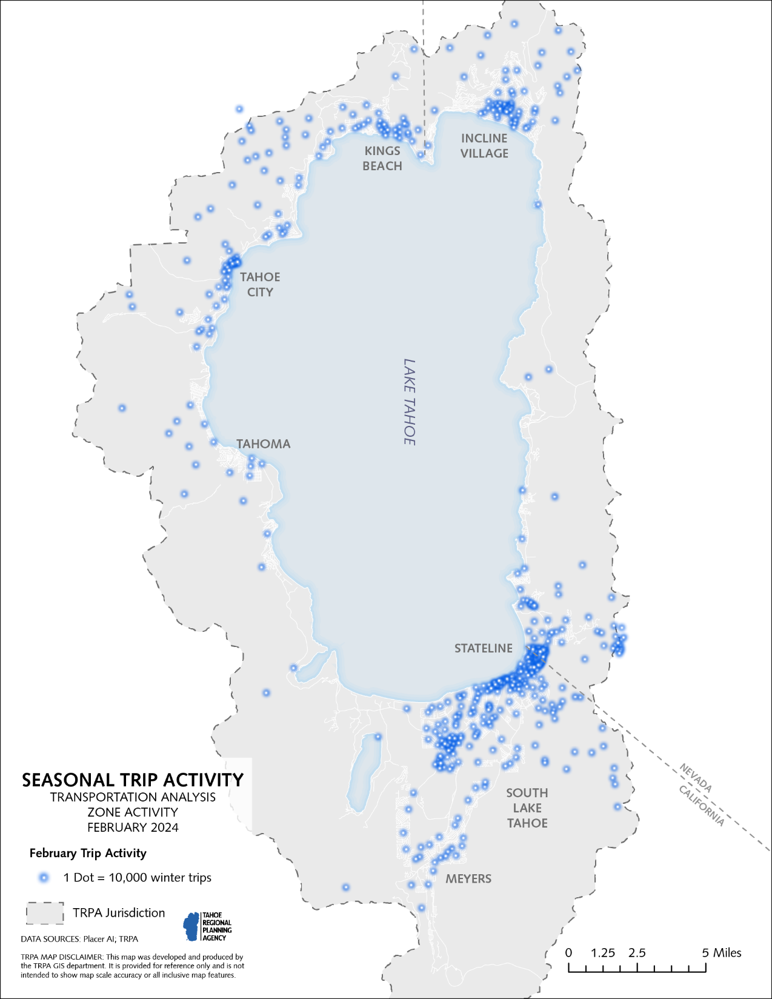 INCLINE
VILLAGE
KINGS
BEACH
TAHOE
CITY
LAKE TAHOE
TAHOMA
STATELINE
NEVADA
CALIFORNIA
SOUTH
LAKE
TAHOE
MEYERS
SEASONAL TRIP ACTIVITY
TRANSPORTATION ANALYSIS
ZONE ACTIVITY
FEBRUARY 2024
February Trip Activity
1 Dot = 10,000 winter trips
TRPA Jurisdiction
TAHOE
REGIONAL
PLANNING
AGENCY
DATA SOURCES: Placer AI; TRPA
TRPA MAP DISCLAIMER: This map was developed and produced by
the TRPA GIS department. It is provided for reference only and is not
intended to show map scale accuracy or all inclusive map features.
0 1.25 2.5 5 Miles